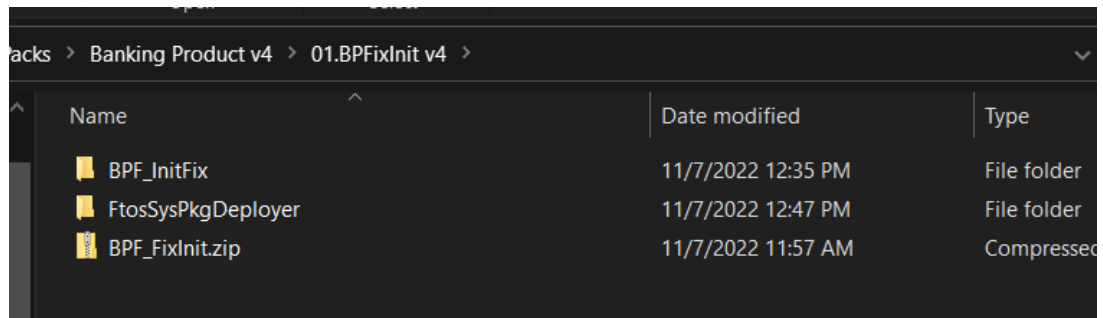 Packs > Banking Product v4 > 01.BPFixInit v4 >
Name Date modified Type
BPF_InitFix 11/7/2022 12:35 PM File folder
FtosSysPkgDeployer 11/7/2022 12:47 PM File folder
BPF_FixInit.zip 11/7/2022 11:57 AM Compressed